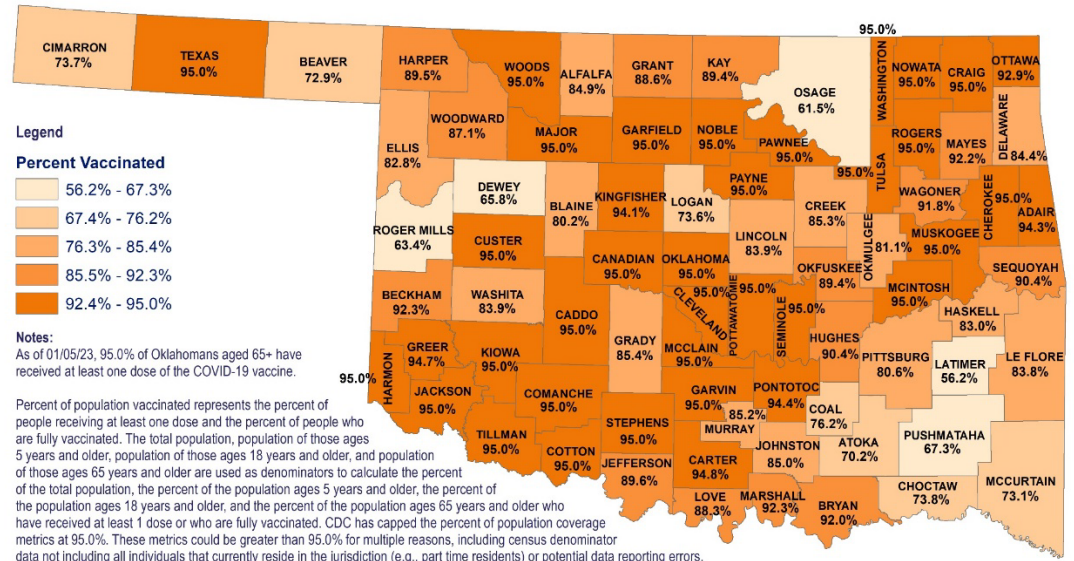 95.0%
CIMARRON
73.7%
TEXAS
95.0%
BEAVER
72.9%
HARPER
89.5%
WOODS
95.0%
ALFALFA
84.9%
GRANT
88.6%
KAY
89.4%
OSAGE
61.5%
WASHINGTON
NOWATA
95.0%
CRAIG
95.0%
OTTAWA
92.9%
WOODWARD
87.1%
ELLIS
82.8%
MAJOR
95.0%
GARFIELD
95.0%
NOBLE
95.0%
PAWNEE
95.0%
95.0%
TULSA
ROGERS
95.0%
MAYES
92.2%
DELAWARE
84.4%
Legend
Percent Vaccinated
56.2% - 67.3%
67.4% - 76.2%
76.3% - 85.4%
85.5% - 92.3%
92.4% - 95.0%
DEWEY
65.8%
BLAINE
80.2%
KINGFISHER
94.1%
LOGAN
73.6%
PAYNE
95.0%
CREEK
85.3%
WAGONER
91.8%
CHEROKEE
95.0%
ADAIR
94.3%
ROGER MILLS
63.4%
CUSTER
95.0%
CANADIAN
95.0%
OKLAHOMA
95.0%
LINCOLN
83.9%
OKMULGEE
81.1%
MUSKOGEE
95.0%
OKFUSKEE
89.4%
SEQUOYAH
90.4%
BECKHAM
92.3%
WASHITA
83.9%
CADDO
95.0%
GRADY
85.4%
95.0%
CLEVELAND
MCCLAIN
95.0%
POTTAWATOMIE
95.0%
SEMINOLE
95.0%
HUGHES
90.4%
MCINTOSH
95.0%
HASKELL
83.0%
PITTSBURG
80.6%
LATIMER
56.2%
LE FLORE
83.8%
GREER
94.7%
KIOWA
95.0%
95.0%
HARMON
JACKSON
95.0%
COMANCHE
95.0%
GARVIN
95.0%
PONTOTOC
94.4%
COAL
76.2%
TILLMAN
95.0%
COTTON
95.0%
STEPHENS
95.0%
85.2%
MURRAY
JOHNSTON
85.0%
ATOKA
70.2%
PUSHMATAHA
67.3%
JEFFERSON
89.6%
CARTER
94.8%
LOVE
88.3%
MARSHALL
92.3%
BRYAN
92.0%
CHOCTAW
73.8%
MCCURTAIN
73.1%
Notes:
As of 01/05/23, 95.0% of Oklahomans aged 65+ have
received at least one dose of the COVID-19 vaccine.
Percent of population vaccinated represents the percent of
people receiving at least one dose and the percent of people who
are fully vaccinated. The total population, population of those ages
5 years and older, population of those ages 18 years and older, and population
of those ages 65 years and older are used as denominators to calculate the percent
of the total population, the percent of the population ages 5 years and older, the percent of
the population ages 18 years and older, and the percent of the population ages 65 years and older who
have received at least 1 dose or who are fully vaccinated. CDC has capped the percent of population coverage
metrics at 95.0%. These metrics could be greater than 95.0% for multiple reasons, including census denominator
data not including all individuals that currently reside in the jurisdiction (e.g., part time residents) or potential data reporting errors.